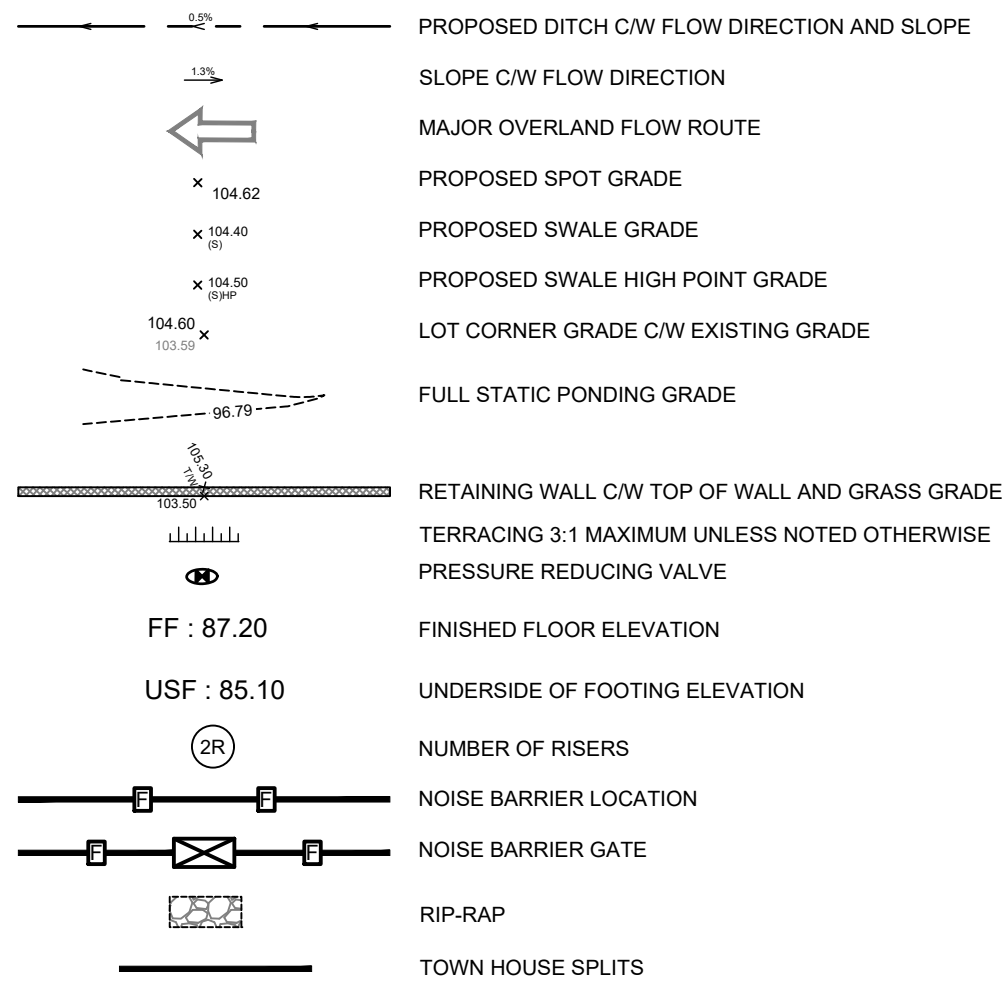 0.5%
PROPOSED DITCH C/W FLOW DIRECTION AND SLOPE
1.3%
SLOPE C/W FLOW DIRECTION
MAJOR OVERLAND FLOW ROUTE
104.62
PROPOSED SPOT GRADE
104.40
(S)
PROPOSED SWALE GRADE
104.50
(S)HP
PROPOSED SWALE HIGH POINT GRADE
104.60
103.59
LOT CORNER GRADE C/W EXISTING GRADE
96.79
FULL STATIC PONDING GRADE
105.30
T/W
103.50
RETAINING WALL C/W TOP OF WALL AND GRASS GRADE
TERRACING 3:1 MAXIMUM UNLESS NOTED OTHERWISE
PRESSURE REDUCING VALVE
FF : 87.20
FINISHED FLOOR ELEVATION
USF : 85.10
UNDERSIDE OF FOOTING ELEVATION
2R
NUMBER OF RISERS
F F
NOISE BARRIER LOCATION
F F
NOISE BARRIER GATE
RIP-RAP
TOWN HOUSE SPLITS